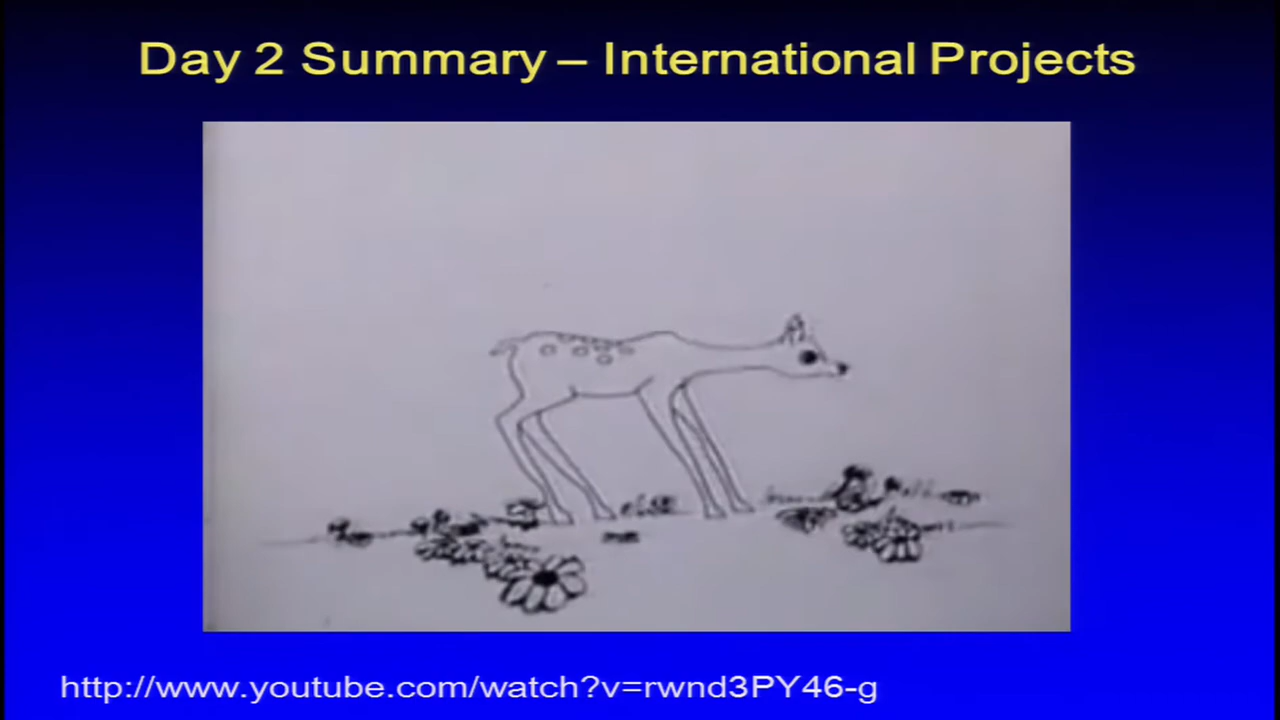 Day 2 Summary – International Projects
http://www.youtube.com/watch?v=rwnd3PY46-g